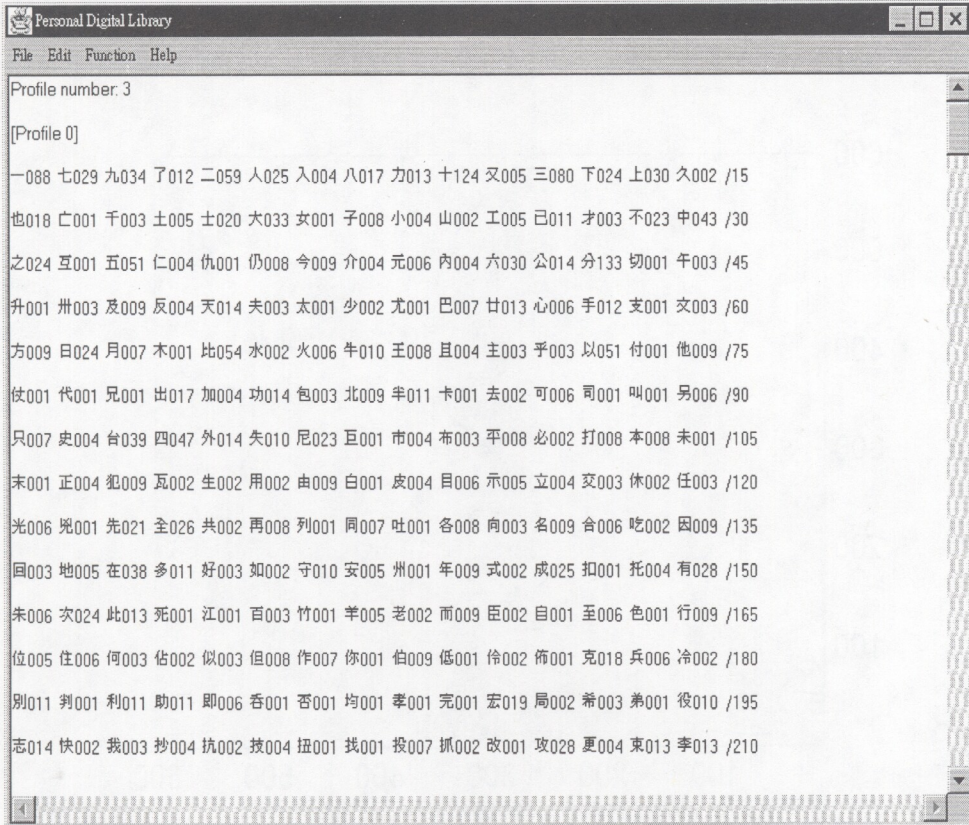 Personal Digital Library
File Edit Function Help
Profile number: 3
[Profile 0]
一088 七029 九034 了012 二059 人025 入004 八017 力013 十124 又005 三080 下024 上030 久002 /15
也018 亡001 千003 土005 士020 大033 女001 子008 小004 山002 工005 已011 才003 不023 中043 /30
之024 互001 五051 仁004 仇001 仍008 今009 介004 元006 內004 六030 公014 分133 切001 午003 /45
升001 卅003 及009 反004 天014 夫003 太001 少002 尤001 巴007 廿013 心006 手012 支001 文003 /60
方009 日024 月007 木001 比054 水002 火006 牛010 王008 且004 主003 乎003 以051 付001 他009 /75
仗001 代001 兄001 出017 加004 功014 包003 北009 半011 卡001 去002 可006 司001 叫001 另006 /90
只007 史004 台039 四047 外014 失010 尼023 巨001 市004 布003 平008 必002 打008 本008 未001 /105
末001 正004 犯009 瓦002 生002 用002 由009 白001 皮004 目006 示005 立004 交003 休002 任003 /120
光006 兇001 先021 全026 共002 再008 列001 同007 吐001 各008 向003 名009 合006 吃002 因009 /135
回003 地005 在038 多011 好003 如002 守010 安005 州001 年009 式002 成025 扣001 托004 有028 /150
朱006 次024 此013 死001 江001 百003 竹001 羊005 老002 而009 臣002 自001 至006 色001 行009 /165
位005 住006 何003 佔002 似003 但008 作007 你001 伯009 低001 伶002 佈001 克018 兵006 冷002 /180
別011 判001 利011 助011 即006 吞001 否001 均001 孝001 完001 宏019 局002 希003 弟001 役010 /195
志014 快002 我003 抄004 抗002 技004 扭001 找001 投007 抓002 改001 攻028 更004 束013 李013 /210